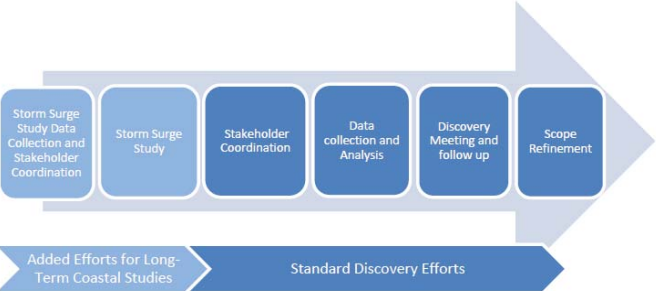 Storm Surge
Study Data
Collection and
Stakeholder
Coordination
Storm Surge
Study
Stakeholder
Coordination
Data
collection and
Analysis
Discovery
Meeting and
follow up
Scope
Refinement
Added Efforts for Long-
Term Coastal Studies
Standard Discovery Efforts